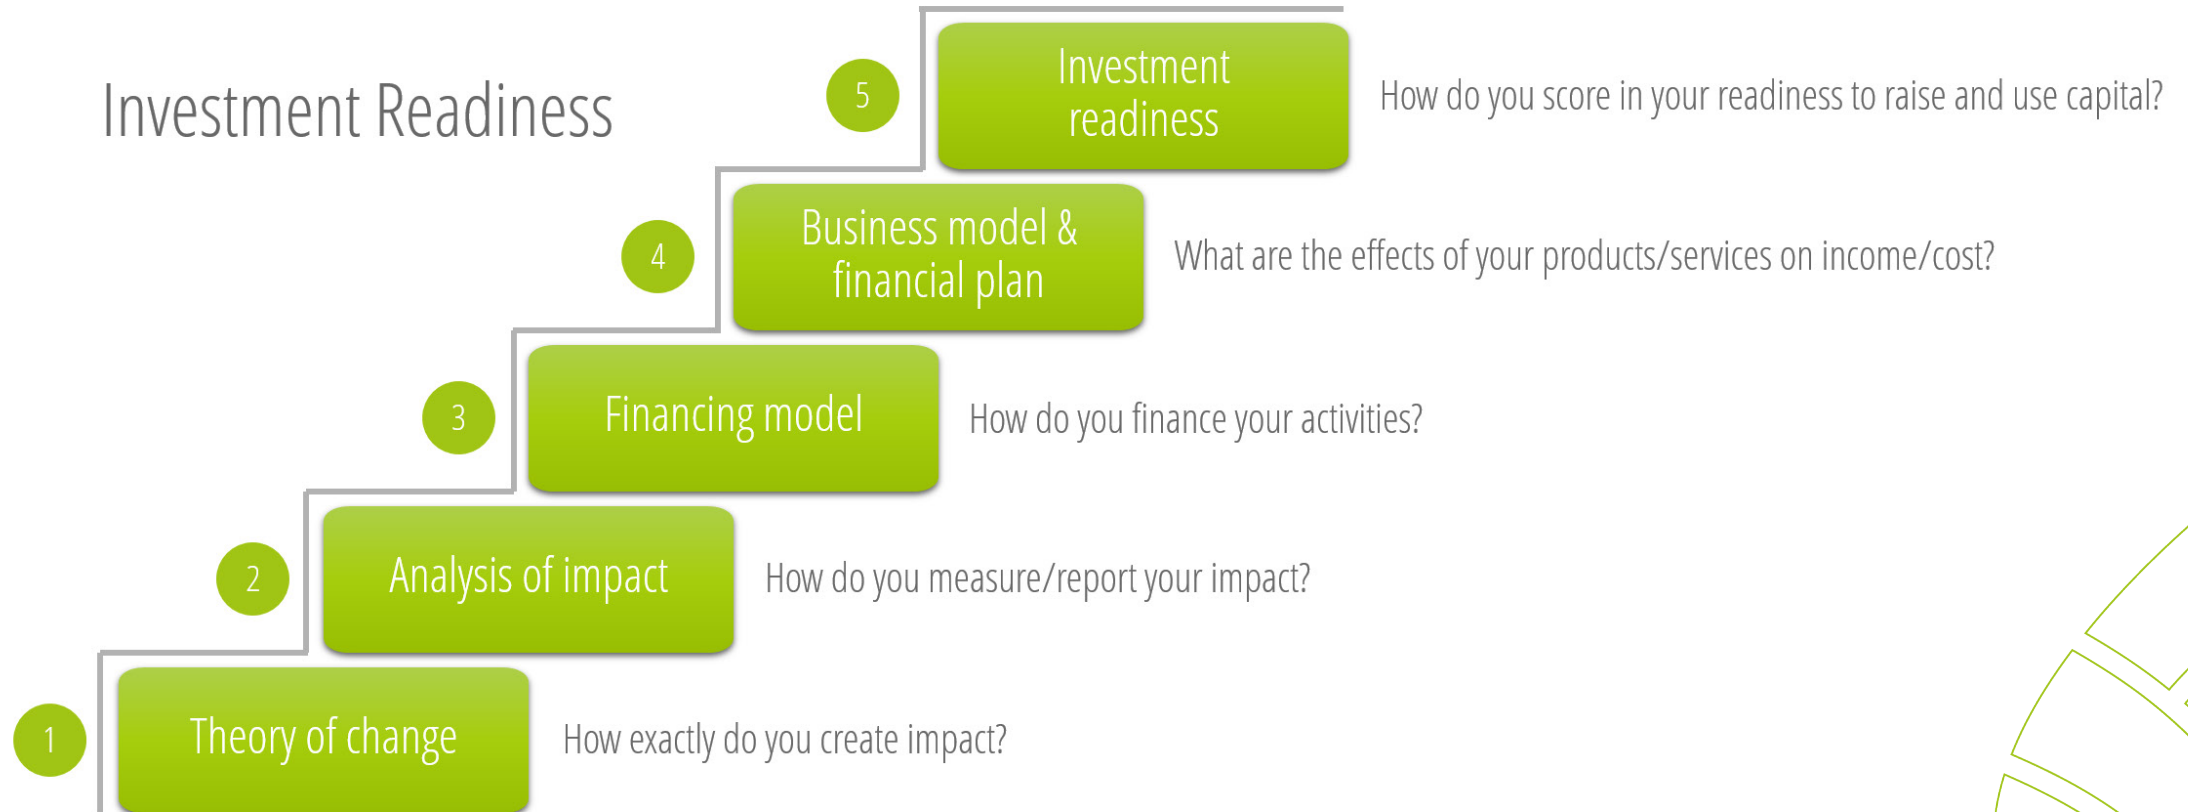 Investment Readiness
5
Investment
readiness
How do you score in your readiness to raise and use capital?
4
Business model &
financial plan
What are the effects of your products/services on income/cost?
3
Financing model
How do you finance your activities?
2
Analysis of impact
How do you measure/report your impact?
1
Theory of change
How exactly do you create impact?